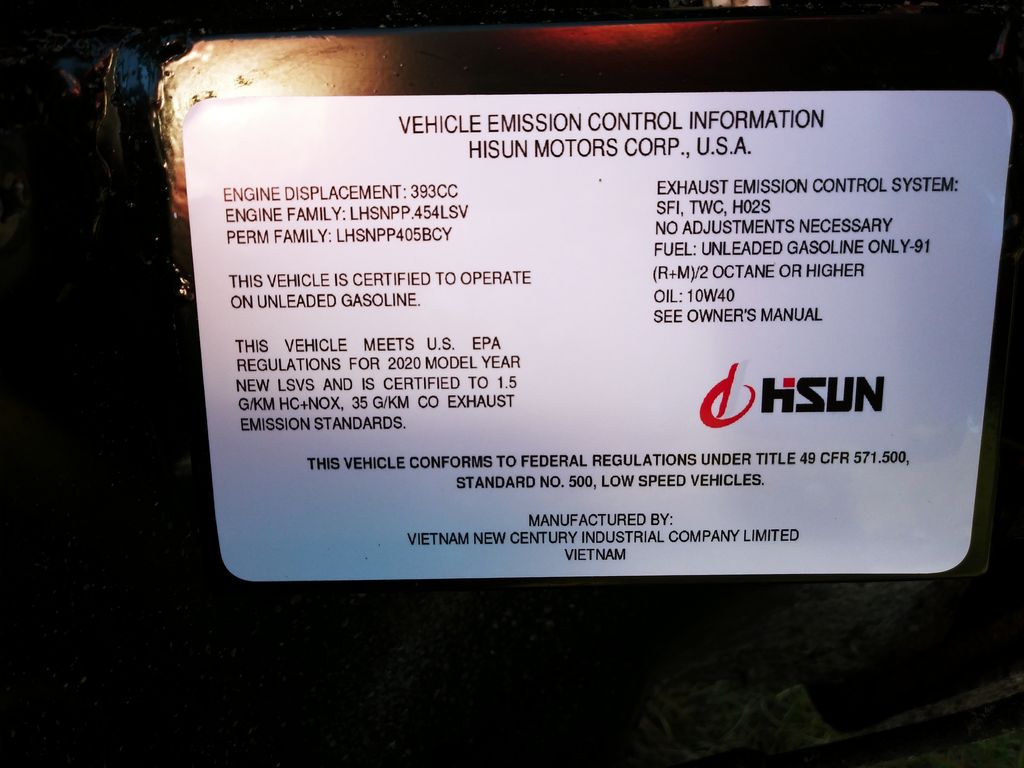 VEHICLE EMISSION CONTROL INFORMATION
HISUN MOTORS CORP., U.S.A.
ENGINE DISPLACEMENT: 393CC
ENGINE FAMILY: LHSNPP.454LSV
PERM FAMILY: LHSNPP405BCY
THIS VEHICLE IS CERTIFIED TO OPERATE
ON UNLEADED GASOLINE.
THIS VEHICLE MEETS U.S. EPA
REGULATIONS FOR 2020 MODEL YEAR
NEW LSVS AND IS CERTIFIED TO 1.5
G/KM HC+NOX, 35 G/KM CO EXHAUST
EMISSION STANDARDS.
EXHAUST EMISSION CONTROL SYSTEM:
SFI, TWC, H02S
NO ADJUSTMENTS NECESSARY
FUEL: UNLEADED GASOLINE ONLY-91
(R+M)/2 OCTANE OR HIGHER
OIL: 10W40
SEE OWNER'S MANUAL
HISUN
THIS VEHICLE CONFORMS TO FEDERAL REGULATIONS UNDER TITLE 49 CFR 571.500,
STANDARD NO. 500, LOW SPEED VEHICLES.
MANUFACTURED BY:
VIETNAM NEW CENTURY INDUSTRIAL COMPANY LIMITED
VIETNAM